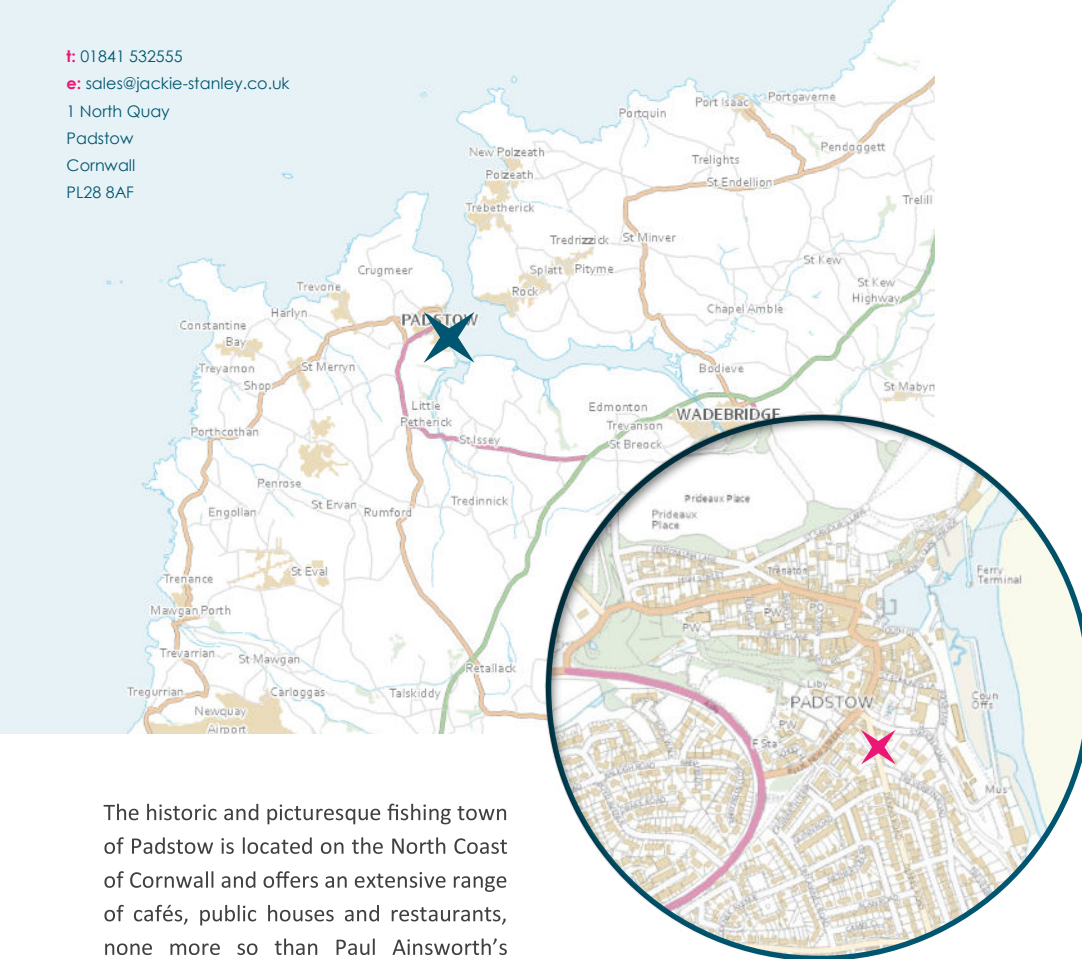 t: 01841 532555
e: sales@jackie-stanley.co.uk
1 North Quay
Padstow
Cornwall
PL28 8AF
Port Isaac
Portgaverne
Portquin
Pendoggett
New Polzeath
Trelights
Polzeath
St Endellion
Trelill
Trebetherick
Tredrizzick
St Minver
St Kew
Crugmeer
Splatt
Pityme
St Kew
Highway
Trevone
Rock
Harlyn
Chapel Amble
PADSTOW
Constantine
Bay
Treyarnon
St Merryn
Bodieve
Shop
St Mabyn
Little
Petherick
Edmonton
WADEBRIDGE
Trevanson
Porthcothan
St Issey
St Breock
Penrose
Tredinnick
St Ervan
Rumford
Engollan
St Eval
Trenance
Mawgan Porth
Trevarrian
St Mawgan
Retallack
Tregurrian
Carloggas
Talskiddy
Newquay
Airport
Prideaux Place
Prideaux
Place
Trenaton
Ferry
Terminal
PW
PO
PW
Liby
PADSTOW
Coun
Offs
PW
F Sta
Mus
The historic and picturesque fishing town
of Padstow is located on the North Coast
of Cornwall and offers an extensive range
of cafés, public houses and restaurants,
none more so than Paul Ainsworth’s